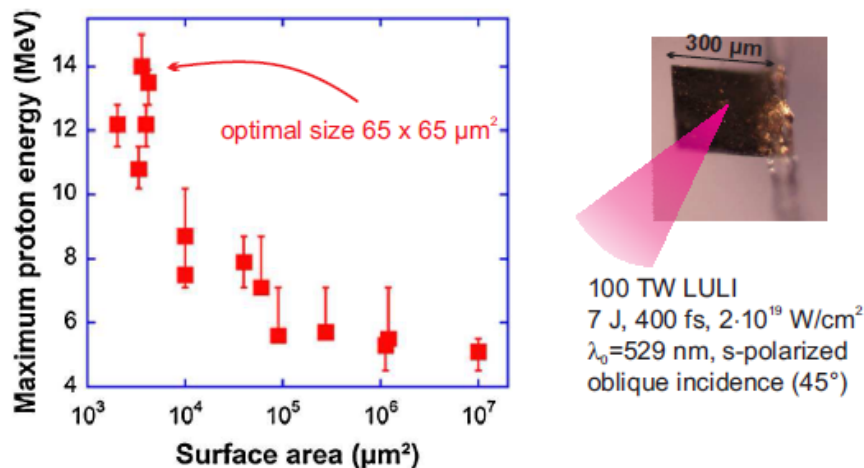 Maximum proton energy (MeV)
14
12
10
8
6
4
10³
10⁴
10⁵
10⁶
10⁷
Surface area (μm²)
optimal size 65 x 65 μm²
300 μm
100 TW LULI
7 J, 400 fs, 2·10¹⁹ W/cm²
λ₀=529 nm, s-polarized
oblique incidence (45°)